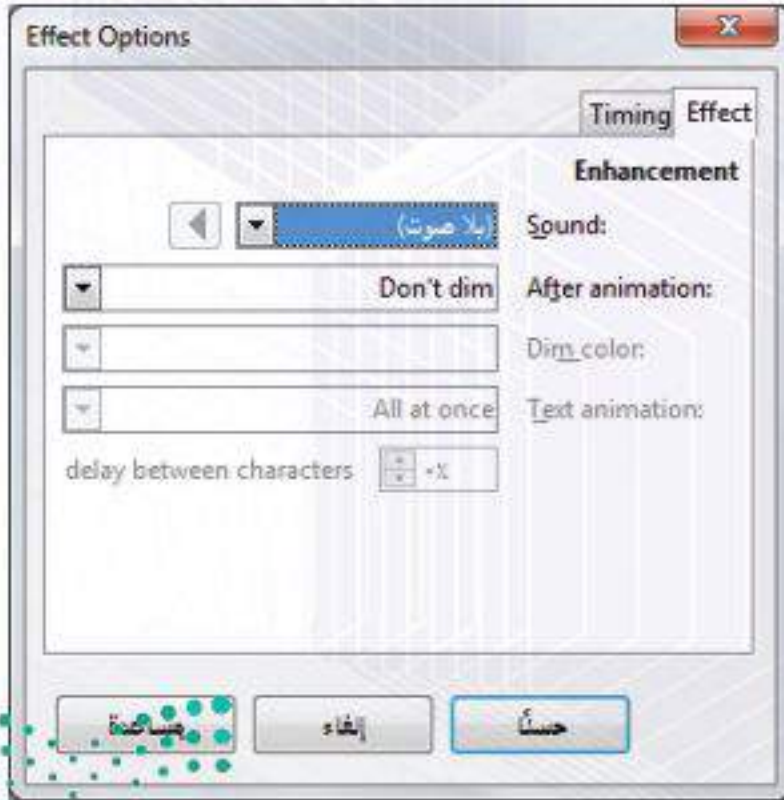 Effect Options
Effect Timing
Enhancement
Sound: (بلا صوت)
After animation: Don't dim
Dim color:
Text animation: All at once
٠% delay between characters
حسنًا إلغاء مساعدة